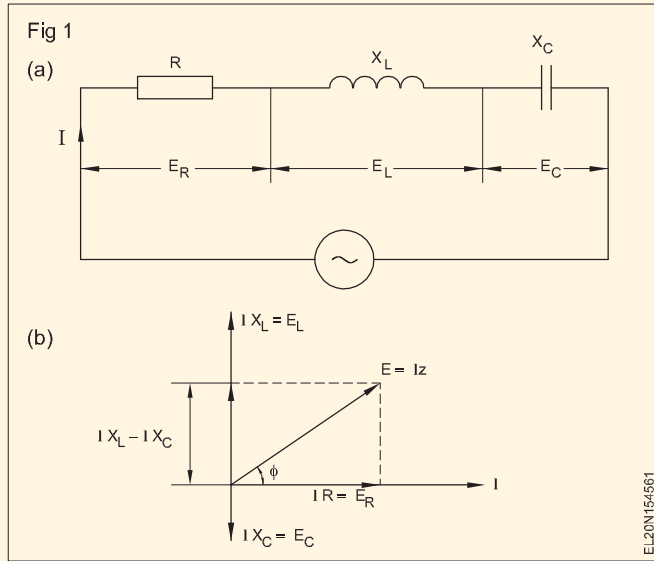 Fig 1
(a)
R
X_L
X_C
I
E_R
E_L
E_C
(b)
I X_L = E_L
E = Iz
I X_L – I X_C
ϕ
I R = E_R
I
I X_C = E_C
EL20N154561